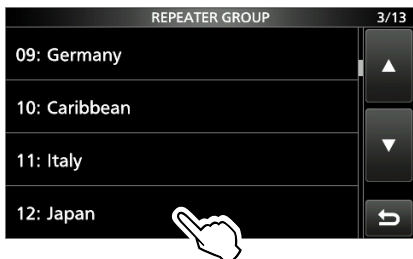 REPEATER GROUP 3/13
09: Germany
10: Caribbean
11: Italy
12: Japan